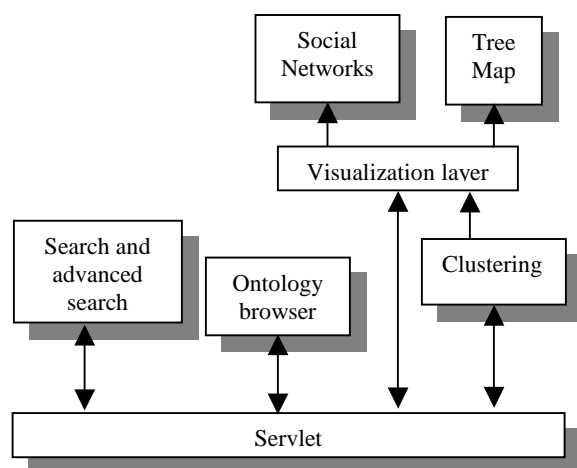 Social
Networks
Tree
Map
Visualization layer
Search and
advanced
search
Ontology
browser
Clustering
Servlet